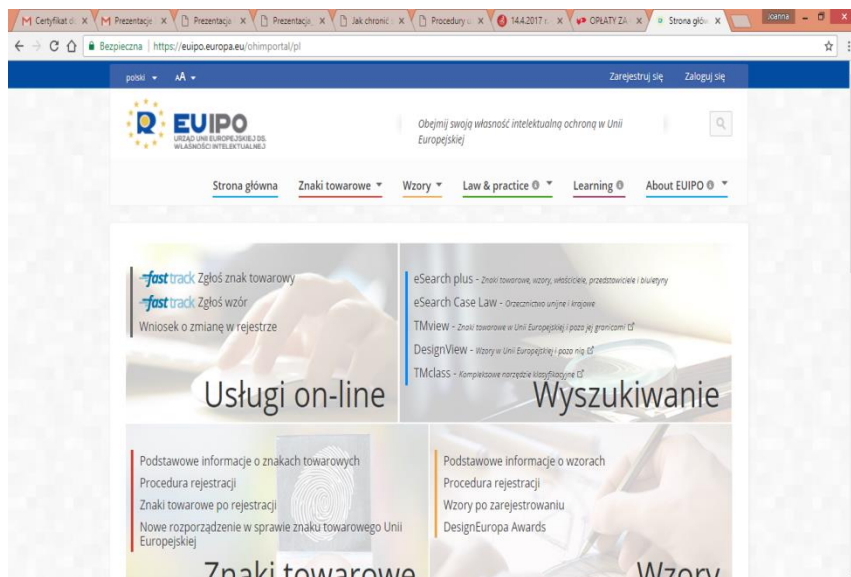 Certyfikat d
Prezentacje
Prezentacje
Prezentacja,
Jak chronić
Procedury u
14.4.2017 r.
OPŁATY ZA
Strona głów
Joanna
Bezpieczna | https://euipo.europa.eu/ohimportal/pl
polski AA Zarejestruj się Zaloguj się
EUIPO
URZĄD UNII EUROPEJSKIEJ DS.
WŁASNOŚCI INTELEKTUALNEJ
Obejmij swoją własność intelektualną ochroną w Unii
Europejskiej
Strona główna Znaki towarowe Wzory Law & practice Learning About EUIPO
fast track Zgłoś znak towarowy
fast track Zgłoś wzór
Wniosek o zmianę w rejestrze
Usługi on-line
eSearch plus - Znaki towarowe, wzory, właściciele, przedstawiciele i biuletyny
eSearch Case Law - Orzecznictwo unijne i krajowe
TMview - Znaki towarowe w Unii Europejskiej i poza jej granicami
DesignView - Wzory w Unii Europejskiej i poza nią
TMclass - Kompleksowe narzędzie klasyfikacyjne
Wyszukiwanie
Podstawowe informacje o znakach towarowych
Procedura rejestracji
Znaki towarowe po rejestracji
Nowe rozporządzenie w sprawie znaku towarowego Unii
Europejskiej
Znaki towarowe
Podstawowe informacje o wzorach
Procedura rejestracji
Wzory po zarejestrowaniu
DesignEuropa Awards
Wzory